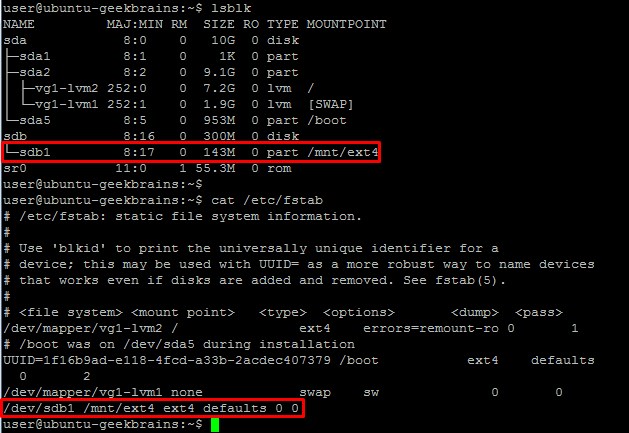 user@ubuntu-geekbrains:~$ lsblk
NAME         MAJ:MIN RM  SIZE RO TYPE MOUNTPOINT
sda            8:0    0   10G  0 disk
├─sda1         8:1    0    1K  0 part
├─sda2         8:2    0  9.1G  0 part
│ ├─vg1-lvm2 252:0    0  7.2G  0 lvm  /
│ └─vg1-lvm1 252:1    0  1.9G  0 lvm  [SWAP]
└─sda5         8:5    0  953M  0 part /boot
sdb            8:16   0  300M  0 disk
└─sdb1         8:17   0  143M  0 part /mnt/ext4
sr0           11:0    1 55.3M  0 rom
user@ubuntu-geekbrains:~$
user@ubuntu-geekbrains:~$ cat /etc/fstab
# /etc/fstab: static file system information.
#
# Use 'blkid' to print the universally unique identifier for a
# device; this may be used with UUID= as a more robust way to name devices
# that works even if disks are added and removed. See fstab(5).
#
# <file system> <mount point>   <type>  <options>       <dump>  <pass>
/dev/mapper/vg1-lvm2 /               ext4    errors=remount-ro 0       1
# /boot was on /dev/sda5 during installation
UUID=1f16b9ad-e118-4fcd-a33b-2acdec407379 /boot           ext4    defaults
  0       2
/dev/mapper/vg1-lvm1 none            swap    sw              0       0
/dev/sdb1 /mnt/ext4 ext4 defaults 0 0
user@ubuntu-geekbrains:~$